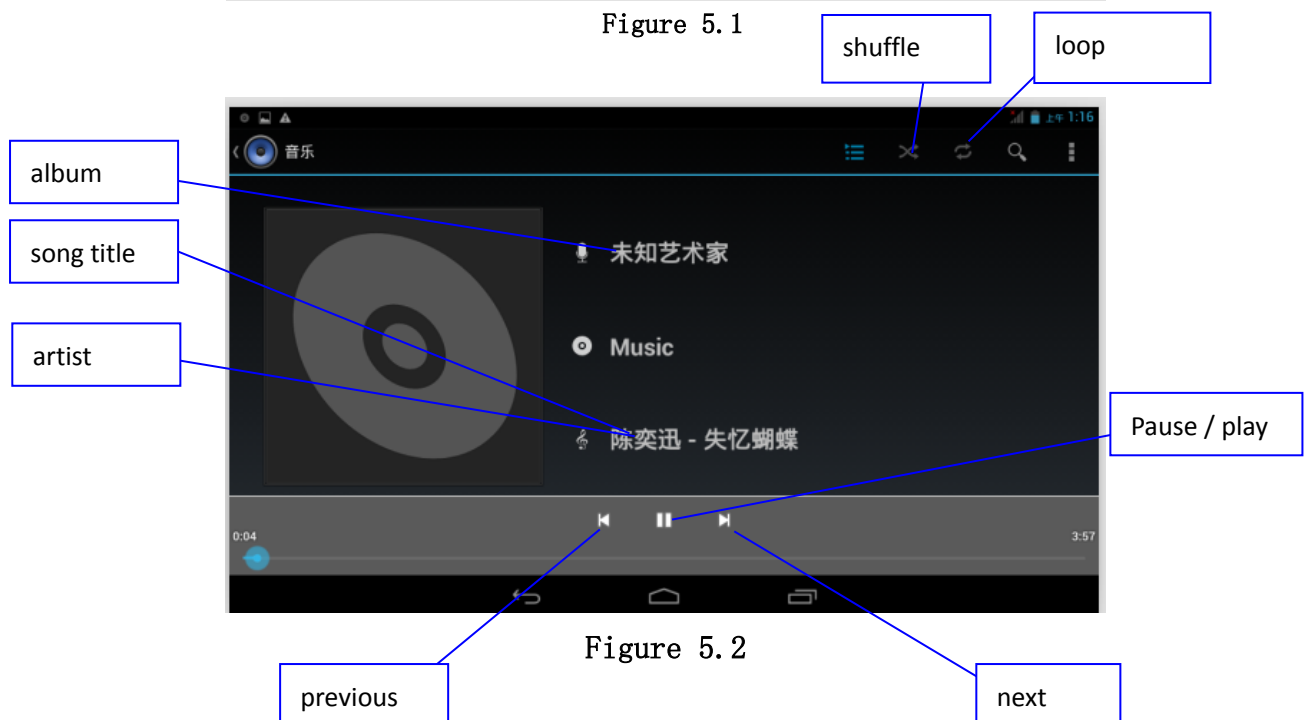 Figure 5.1
shuffle
loop
上午 1:16
音乐
album
未知艺术家
song title
Music
artist
陈奕迅 - 失忆蝴蝶
Pause / play
0:04
3:57
Figure 5.2
previous
next